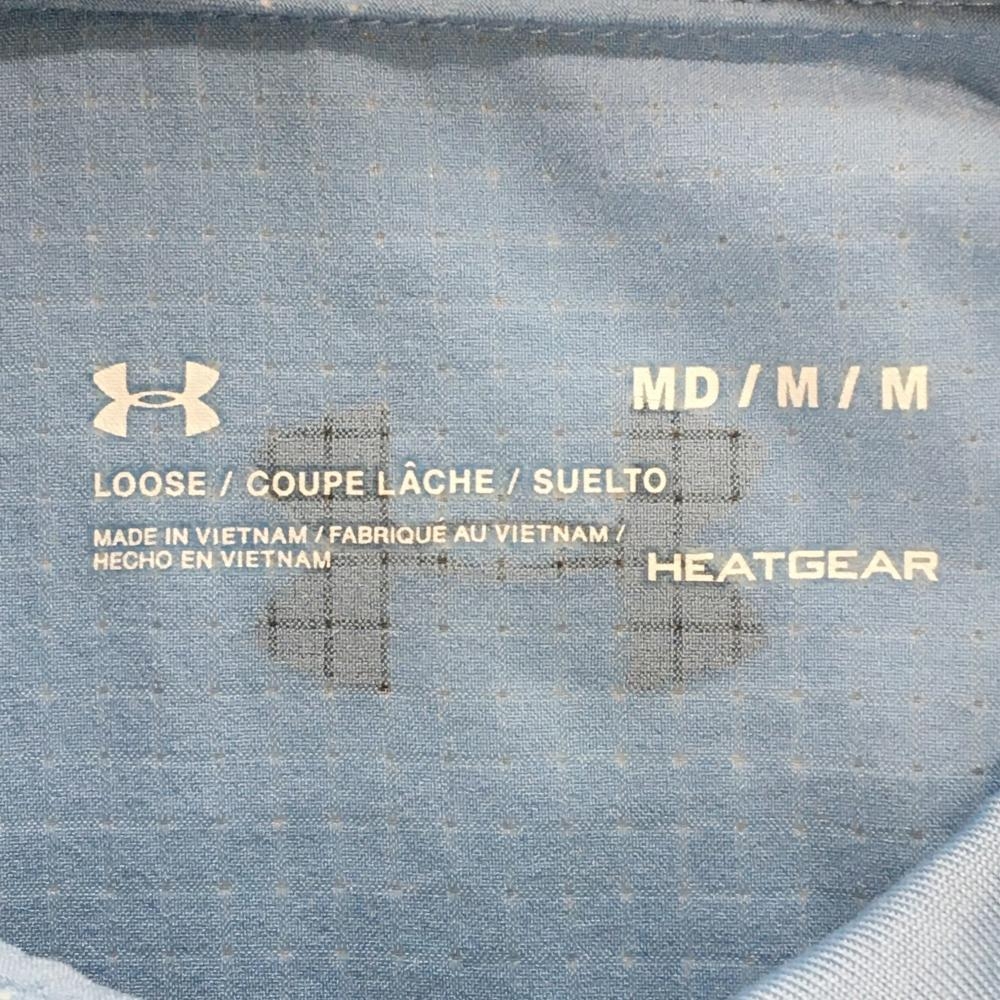 MD / M / M
LOOSE / COUPE LÂCHE / SUELTO
MADE IN VIETNAM / FABRIQUÉ AU VIETNAM /
HECHO EN VIETNAM
HEATGEAR